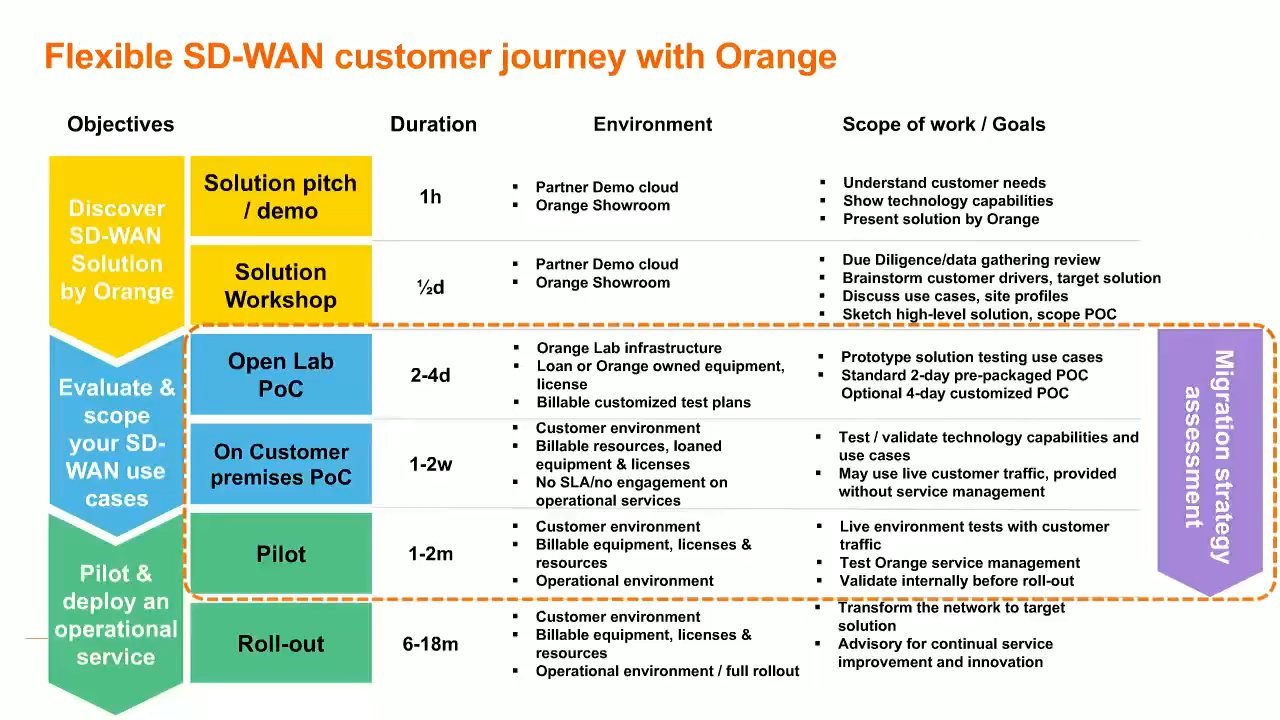 Flexible SD-WAN customer journey with Orange
Objectives
Duration
Environment
Scope of work / Goals
Discover
SD-WAN
Solution
by Orange
Solution pitch
/ demo
1h
▪ Partner Demo cloud
▪ Orange Showroom
▪ Understand customer needs
▪ Show technology capabilities
▪ Present solution by Orange
Solution
Workshop
½d
▪ Partner Demo cloud
▪ Orange Showroom
▪ Due Diligence/data gathering review
▪ Brainstorm customer drivers, target solution
▪ Discuss use cases, site profiles
▪ Sketch high-level solution, scope POC
Evaluate &
scope
your SD-
WAN use
cases
Open Lab
PoC
2-4d
▪ Orange Lab infrastructure
▪ Loan or Orange owned equipment,
license
▪ Billable customized test plans
▪ Prototype solution testing use cases
▪ Standard 2-day pre-packaged POC
Optional 4-day customized POC
On Customer
premises PoC
1-2w
▪ Customer environment
▪ Billable resources, loaned
equipment & licenses
▪ No SLA/no engagement on
operational services
▪ Test / validate technology capabilities and
use cases
▪ May use live customer traffic, provided
without service management
Pilot &
deploy an
operational
service
Pilot
1-2m
▪ Customer environment
▪ Billable equipment, licenses &
resources
▪ Operational environment
▪ Live environment tests with customer
traffic
▪ Test Orange service management
▪ Validate internally before roll-out
Roll-out
6-18m
▪ Customer environment
▪ Billable equipment, licenses &
resources
▪ Operational environment / full rollout
▪ Transform the network to target
solution
▪ Advisory for continual service
improvement and innovation
Migration strategy
assessment